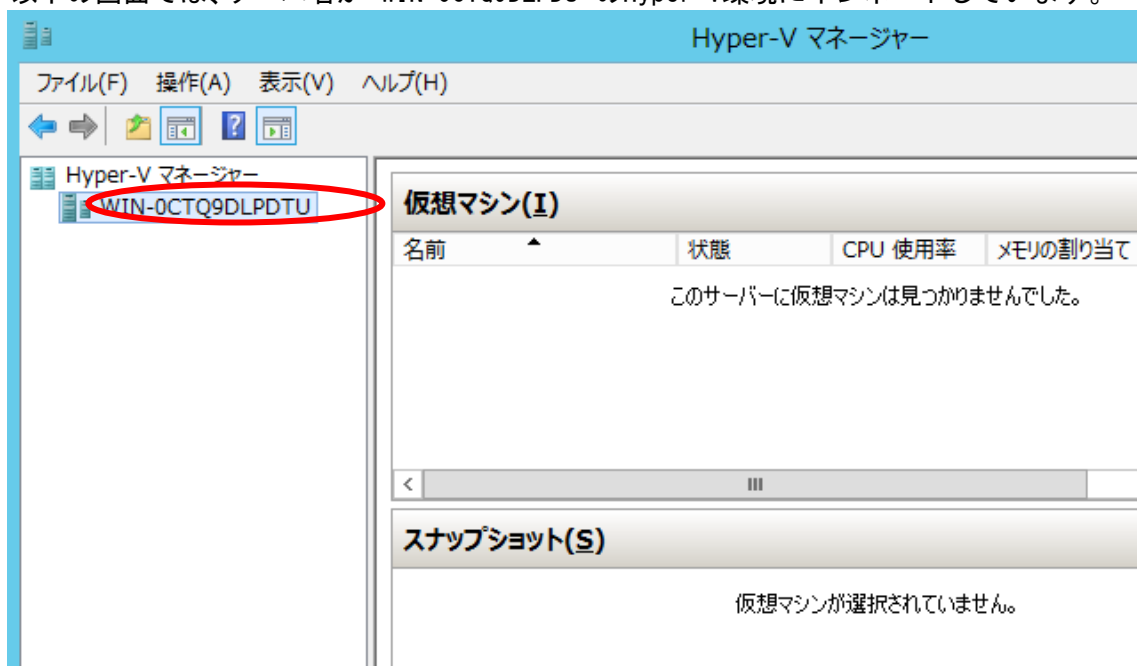 Hyper-V マネージャー
ファイル(F) 操作(A) 表示(V) ヘルプ(H)
Hyper-V マネージャー
WIN-0CTQ9DLPDTU
仮想マシン(I)
名前 状態 CPU 使用率 メモリの割り当て
このサーバーに仮想マシンは見つかりませんでした。
スナップショット(S)
仮想マシンが選択されていません。